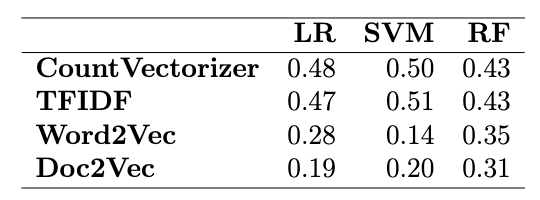 LR SVM RF
CountVectorizer 0.48 0.50 0.43
TFIDF 0.47 0.51 0.43
Word2Vec 0.28 0.14 0.35
Doc2Vec 0.19 0.20 0.31